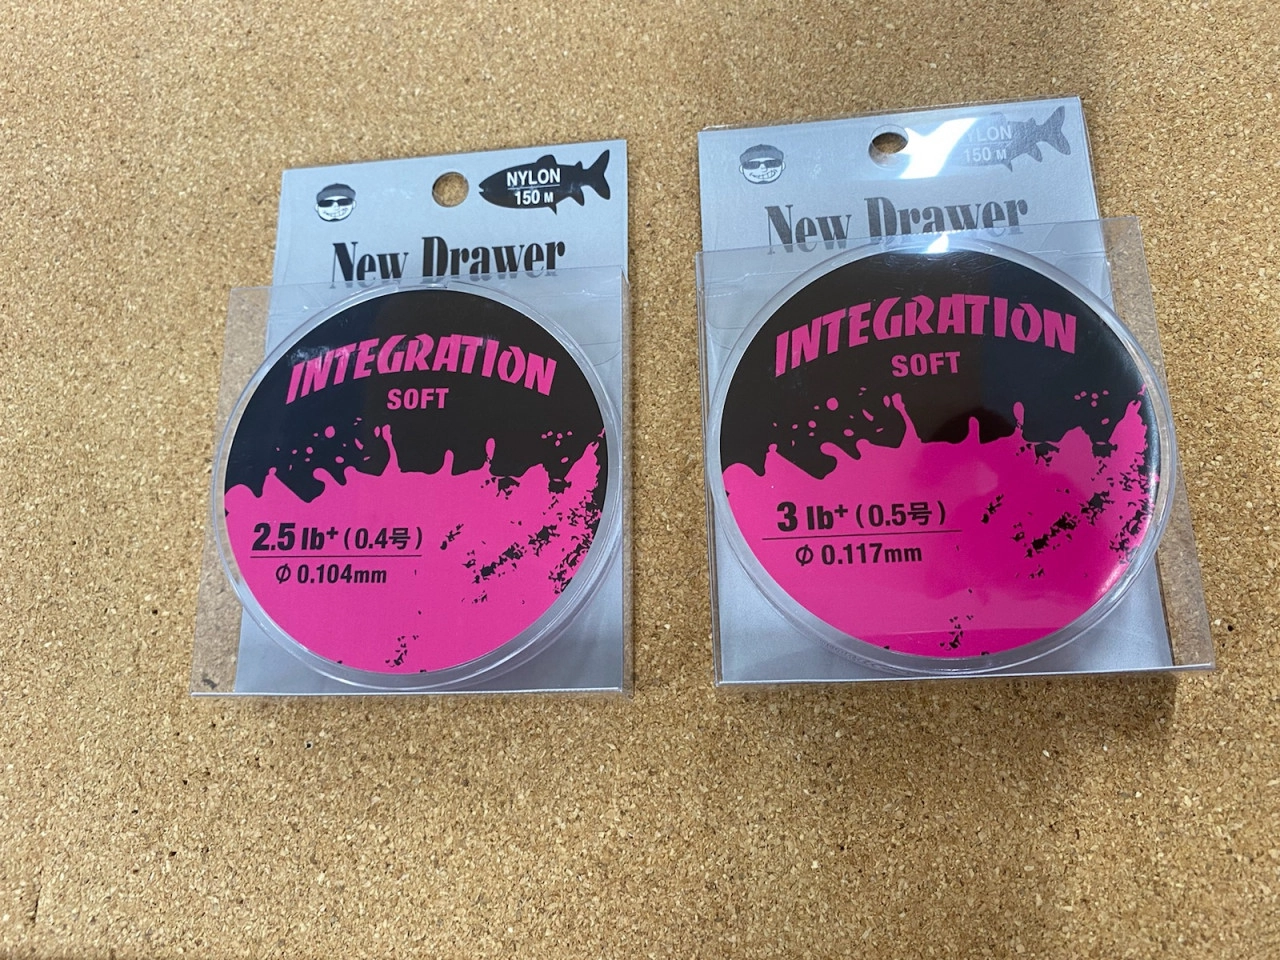 NYLON
150 M
New Drawer
INTEGRATION
SOFT
2.5 lb+ (0.4号)
φ 0.104mm
NYLON
150 M
New Drawer
INTEGRATION
SOFT
3 lb+ (0.5号)
φ 0.117mm